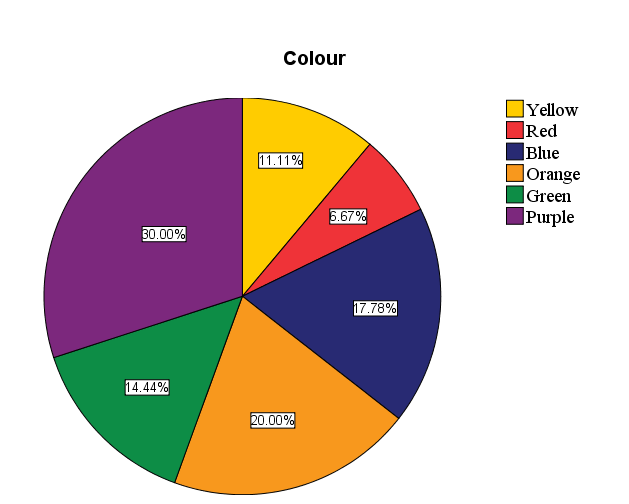 Colour
Yellow
Red
Blue
Orange
Green
Purple
11.11%
6.67%
17.78%
20.00%
14.44%
30.00%